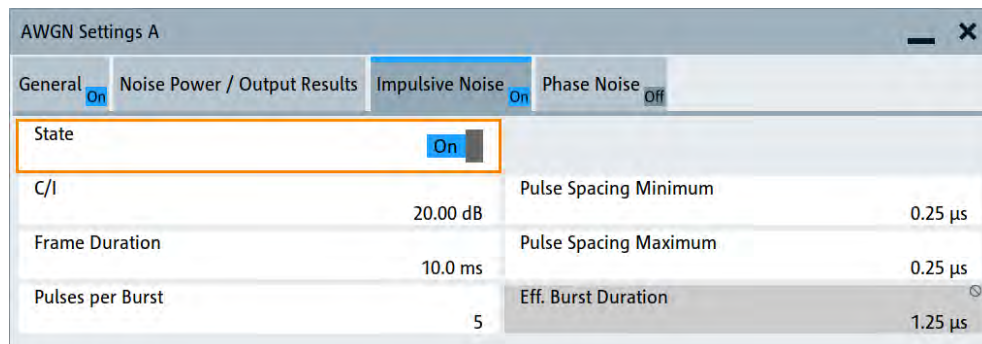 AWGN Settings A
General On Noise Power / Output Results Impulsive Noise On Phase Noise Off
State
On
C/I
20.00 dB
Pulse Spacing Minimum
0.25 µs
Frame Duration
10.0 ms
Pulse Spacing Maximum
0.25 µs
Pulses per Burst
5
Eff. Burst Duration
1.25 µs